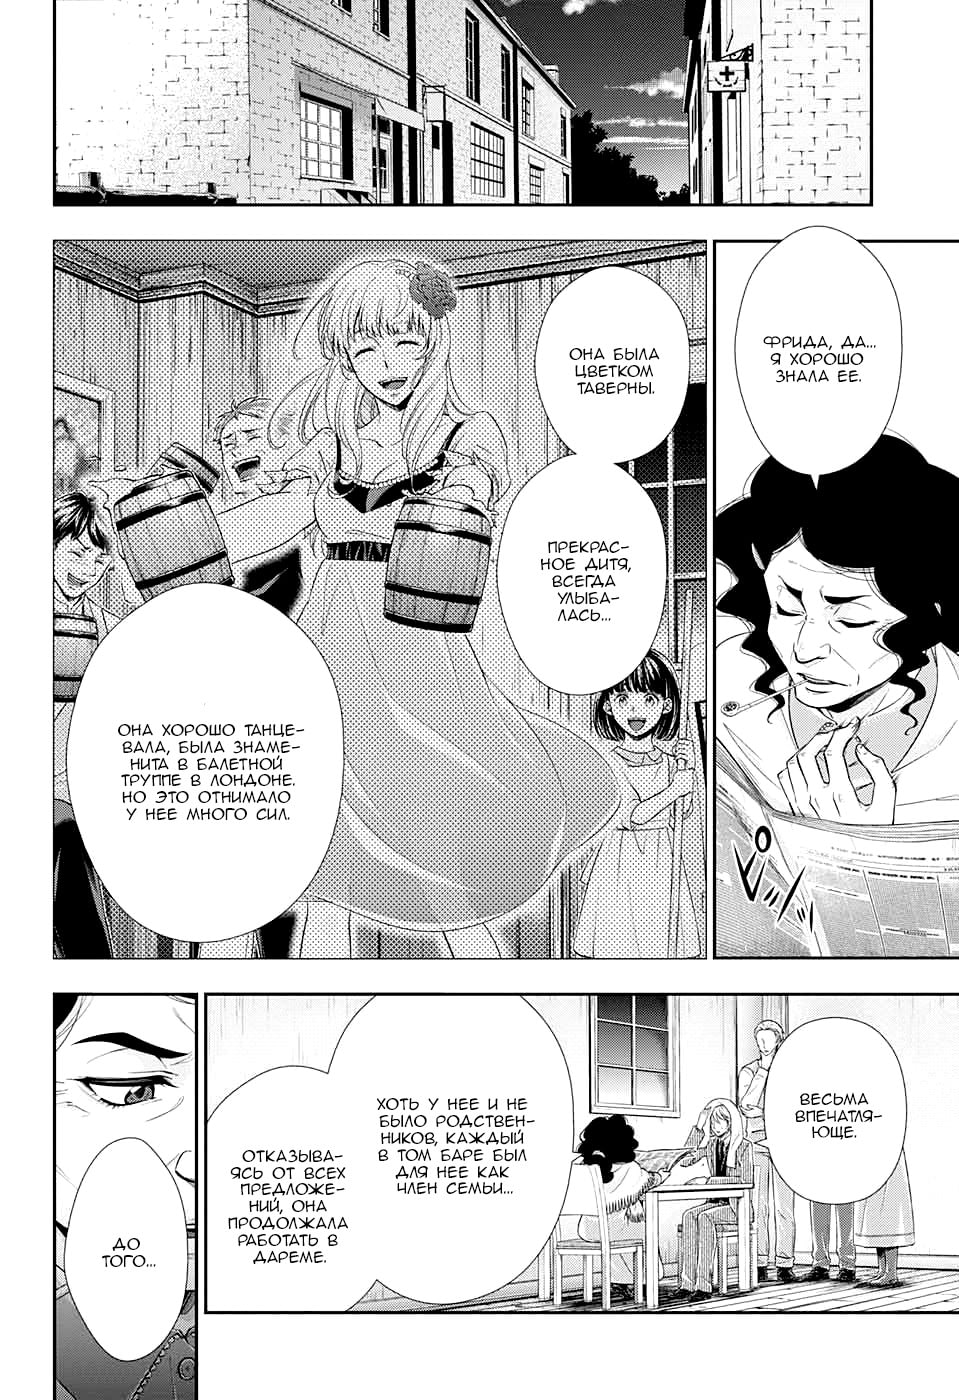 ФРИДА, ДА...
Я ХОРОШО
ЗНАЛА ЕЕ.
ОНА БЫЛА
ЦВЕТКОМ
ТАВЕРНЫ.
ПРЕКРАС-
НОЕ ДИТЯ,
ВСЕГДА
УЛЫБА-
ЛАСЬ...
ОНА ХОРОШО ТАНЦЕ-
ВАЛА, БЫЛА ЗНАМЕ-
НИТА В БАЛЕТНОЙ
ТРУППЕ В ЛОНДОНЕ.
НО ЭТО ОТНИМАЛО
У НЕЕ МНОГО СИЛ.
ВЕСЬМА
ВПЕЧАТЛЯ-
ЮЩЕ.
ХОТЬ У НЕЕ И НЕ
БЫЛО РОДСТВЕН-
НИКОВ, КАЖДЫЙ
В ТОМ БАРЕ БЫЛ
ДЛЯ НЕЕ КАК
ЧЛЕН СЕМЬИ...
ОТКАЗЫВА-
ЯСЬ ОТ ВСЕХ
ПРЕДЛОЖЕ-
НИЙ, ОНА
ПРОДОЛЖАЛА
РАБОТАТЬ В
ДАРЕМЕ.
ДО
ТОГО...